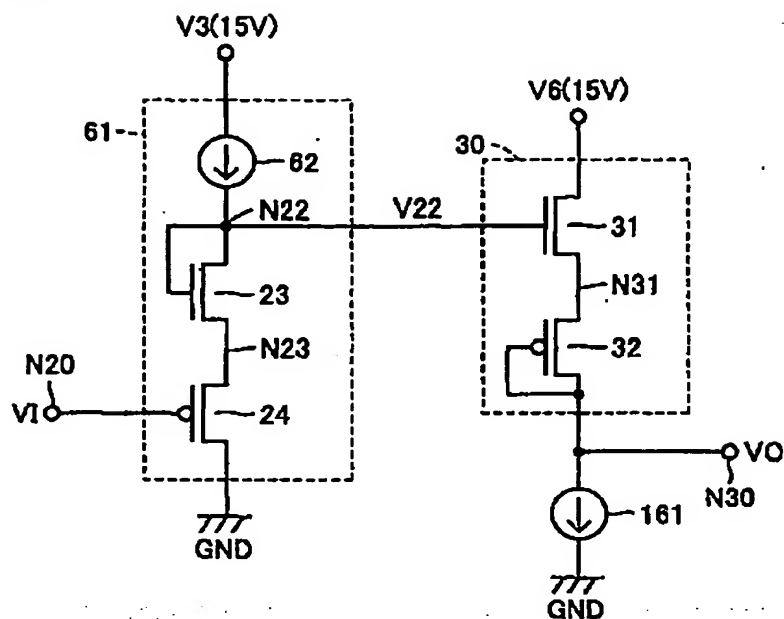 V3(15V)
V6(15V)
61
62
30
N22
V22
31
23
N31
N23
32
N20
VI
24
VO
N30
161
GND
GND